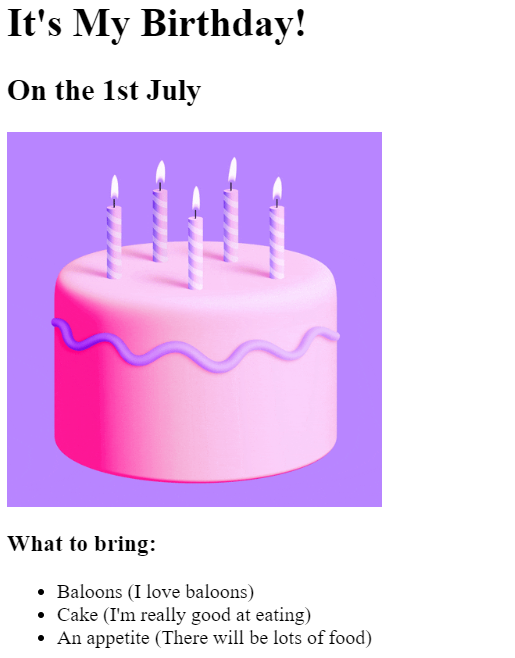 It's My Birthday!
On the 1st July
What to bring:
Baloons (I love baloons)
Cake (I'm really good at eating)
An appetite (There will be lots of food)